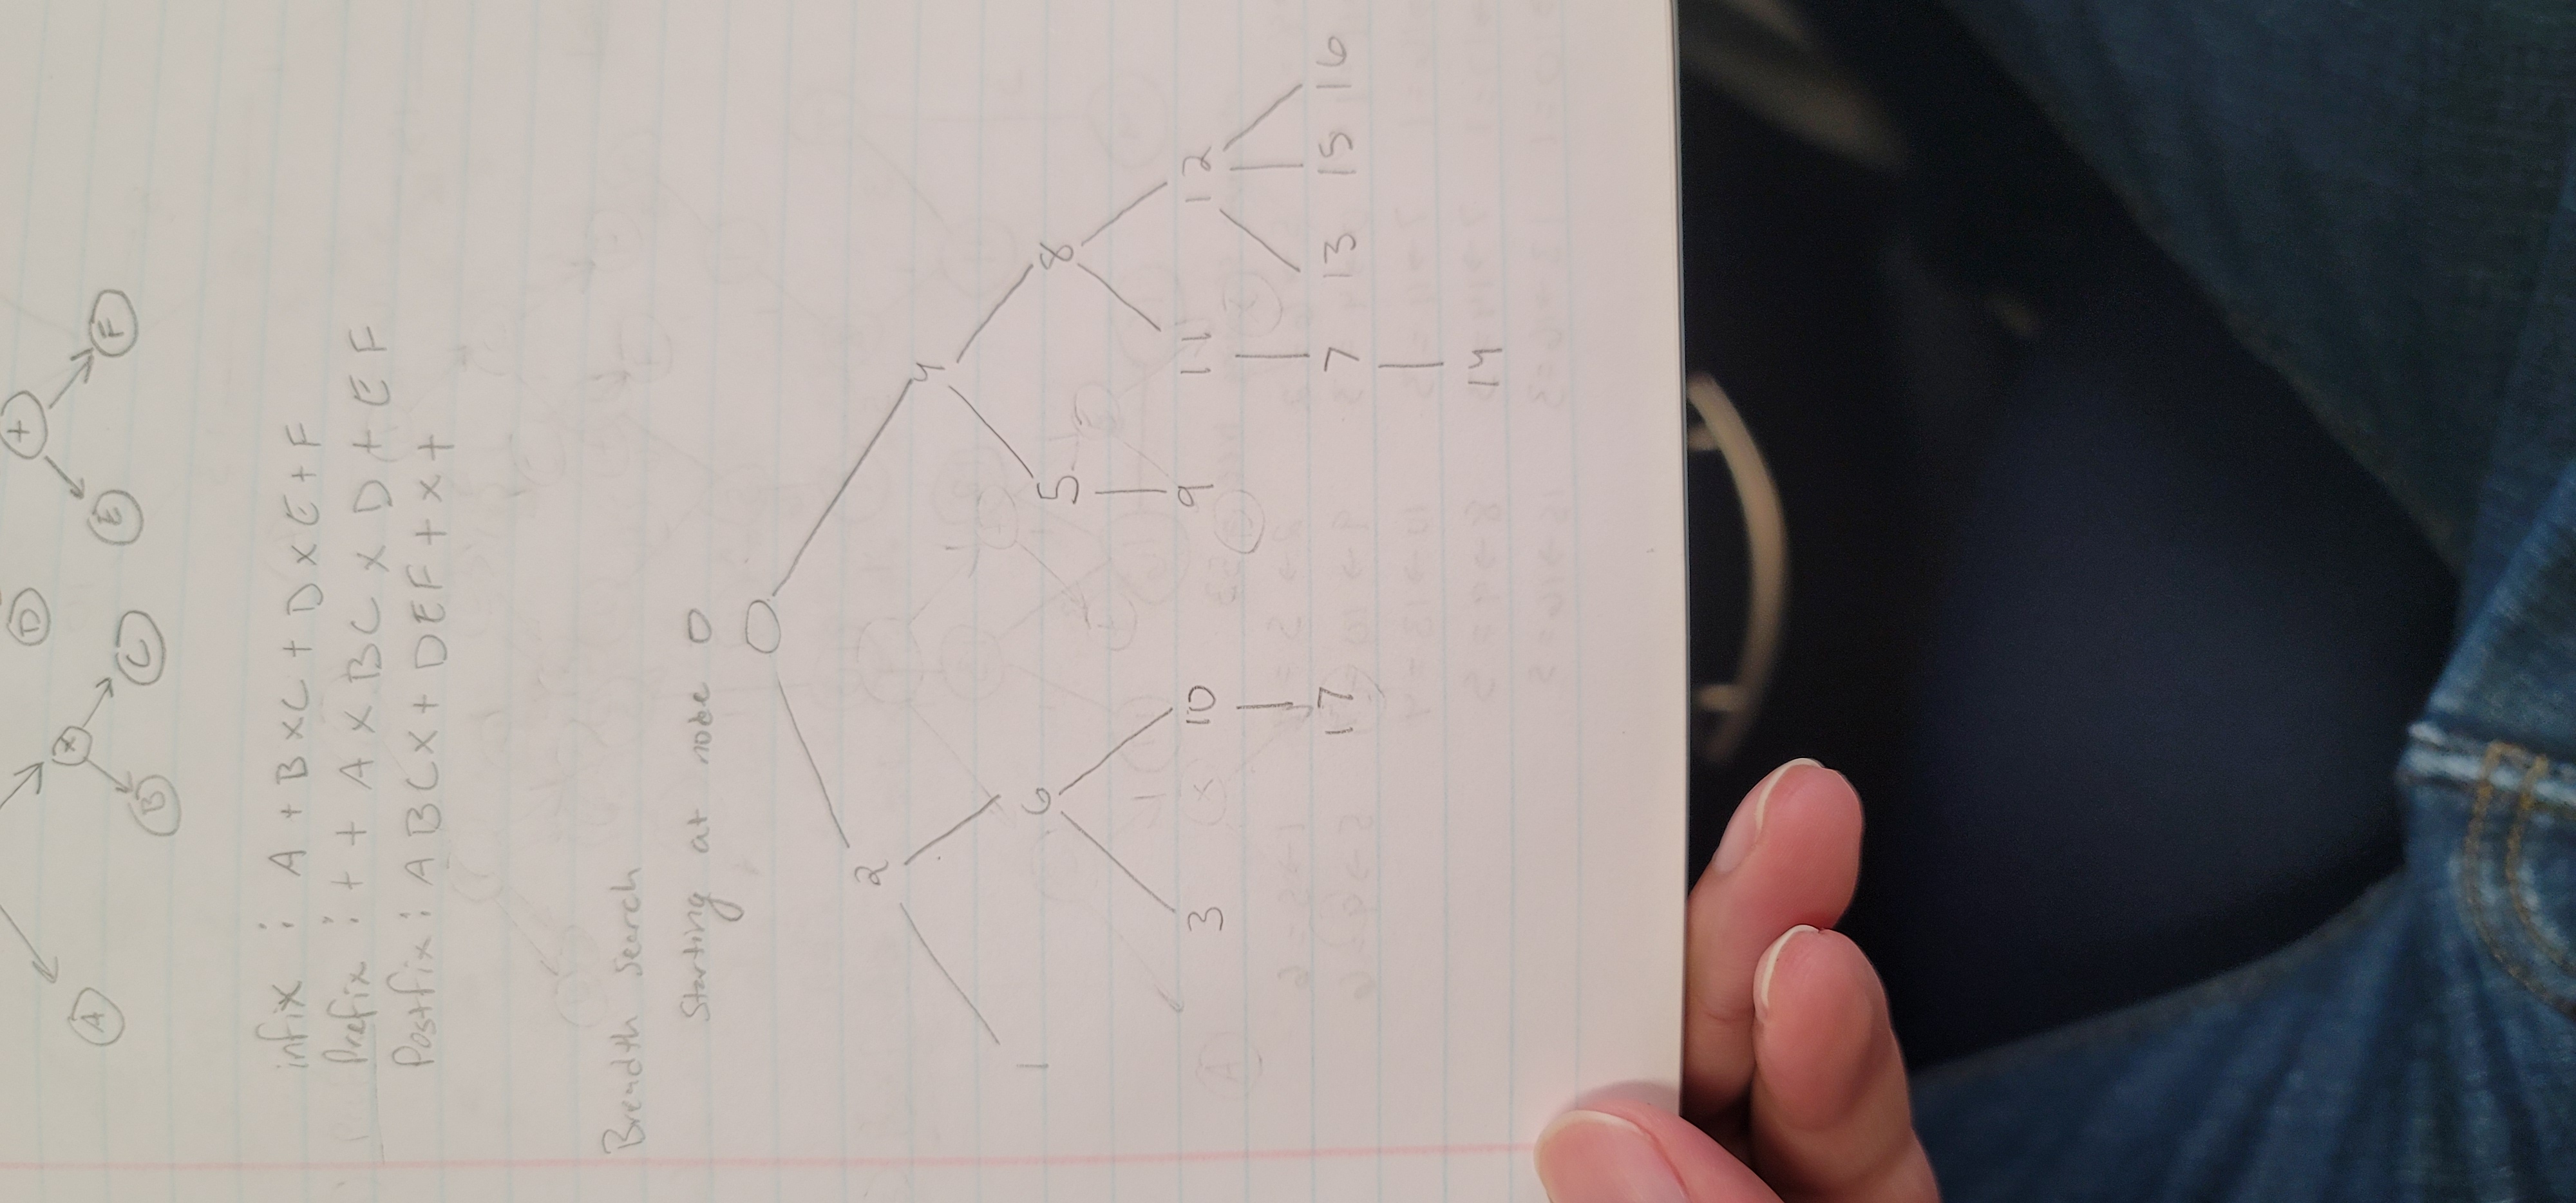 +
D
A
X
E
F
B
C
infix : A + B X C + D X E + F
Prefix : + + A X B C X D + E F
Postfix : A B C X + D E F + X +
Breadth Search
Starting at node 0
0
2
4
1
6
5
8
3
10
9
11
12
17
7
13
15
16
14